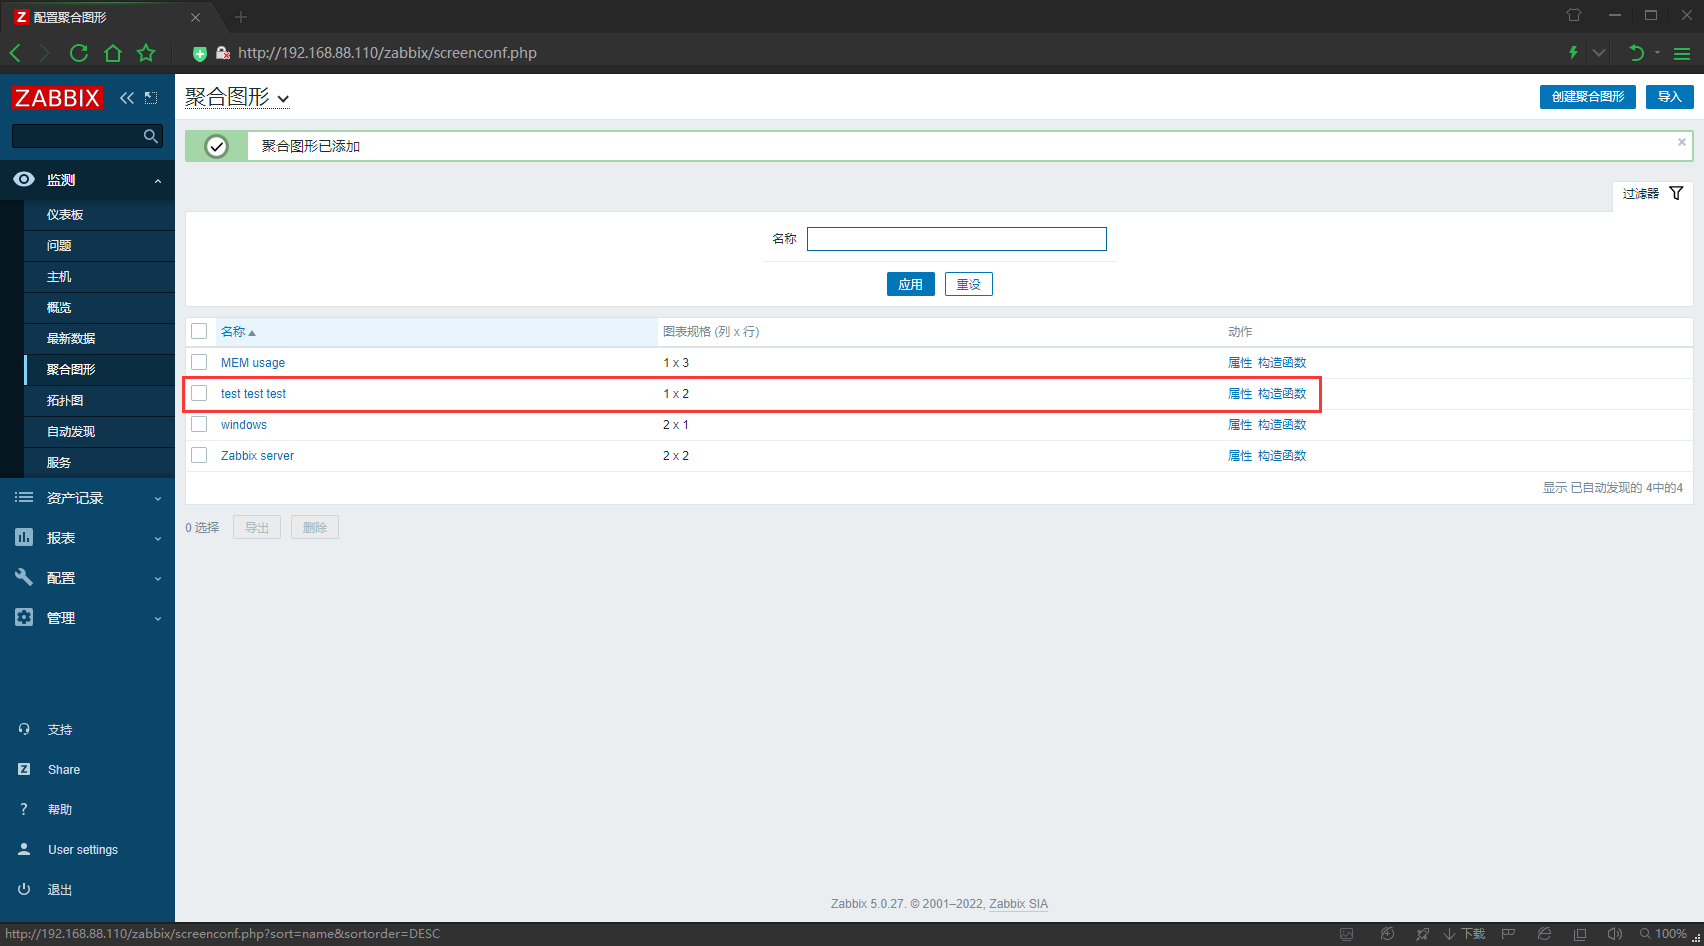 Z 配置聚合图形
http://192.168.88.110/zabbix/screenconf.php
ZABBIX
聚合图形
创建聚合图形 导入
聚合图形已添加
监测
仪表板
问题
主机
概览
最新数据
聚合图形
拓扑图
自动发现
服务
资产记录
报表
配置
管理
支持
Z Share
? 帮助
User settings
退出
过滤器
名称
应用 重设
名称 图表规格 (列 x 行) 动作
MEM usage 1 x 3 属性 构造函数
test test test 1 x 2 属性 构造函数
windows 2 x 1 属性 构造函数
Zabbix server 2 x 2 属性 构造函数
显示 已自动发现的 4中的4
0 选择 导出 删除
Zabbix 5.0.27. © 2001–2022, Zabbix SIA
http://192.168.88.110/zabbix/screenconf.php?sort=name&sortorder=DESC
下载 100%